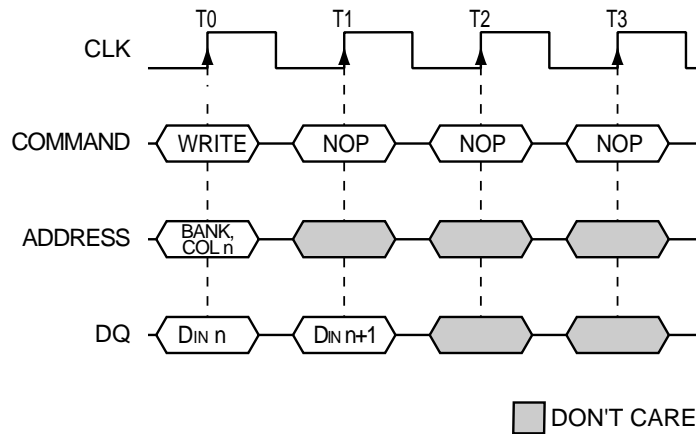 T0 T1 T2 T3
CLK
COMMAND WRITE NOP NOP NOP
ADDRESS BANK,
COL n
DQ DIN n DIN n+1
DON'T CARE